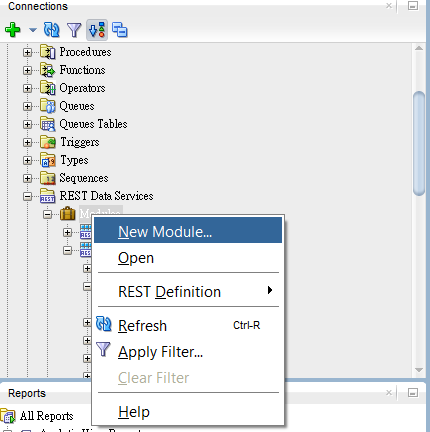 Connections
Procedures
Functions
Operators
Queues
Queues Tables
Triggers
Types
Sequences
REST Data Services
Modules
New Module...
Open
REST Definition
Refresh Ctrl-R
Apply Filter...
Clear Filter
Help
Reports
All Reports